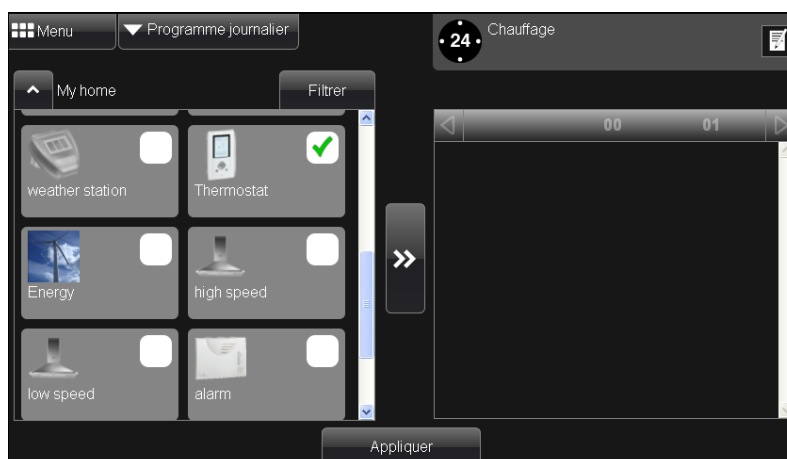 Menu
Programme journalier
24
Chauffage
My home
Filtrer
00 01
weather station
Thermostat
Energy
high speed
low speed
alarm
Appliquer